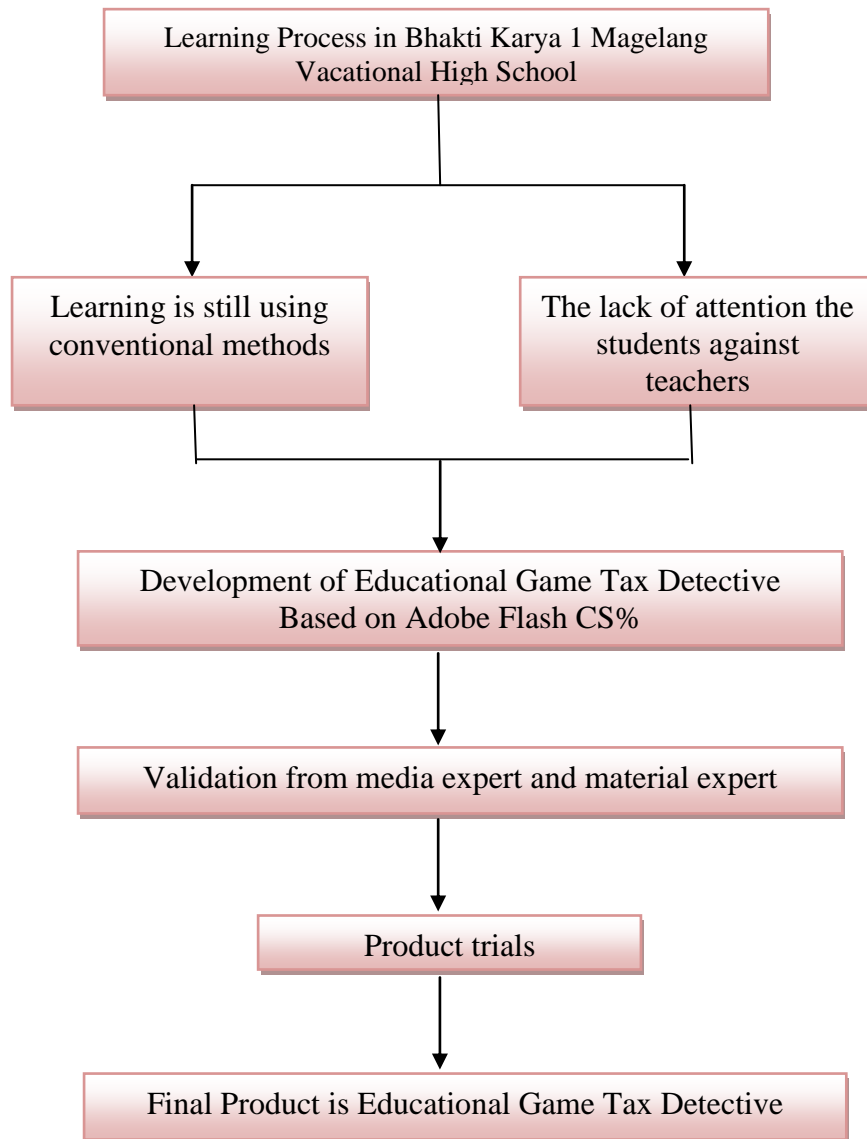 Learning Process in Bhakti Karya 1 Magelang
Vacational High School
Learning is still using
conventional methods
The lack of attention the
students against
teachers
Development of Educational Game Tax Detective
Based on Adobe Flash CS%
Validation from media expert and material expert
Product trials
Final Product is Educational Game Tax Detective